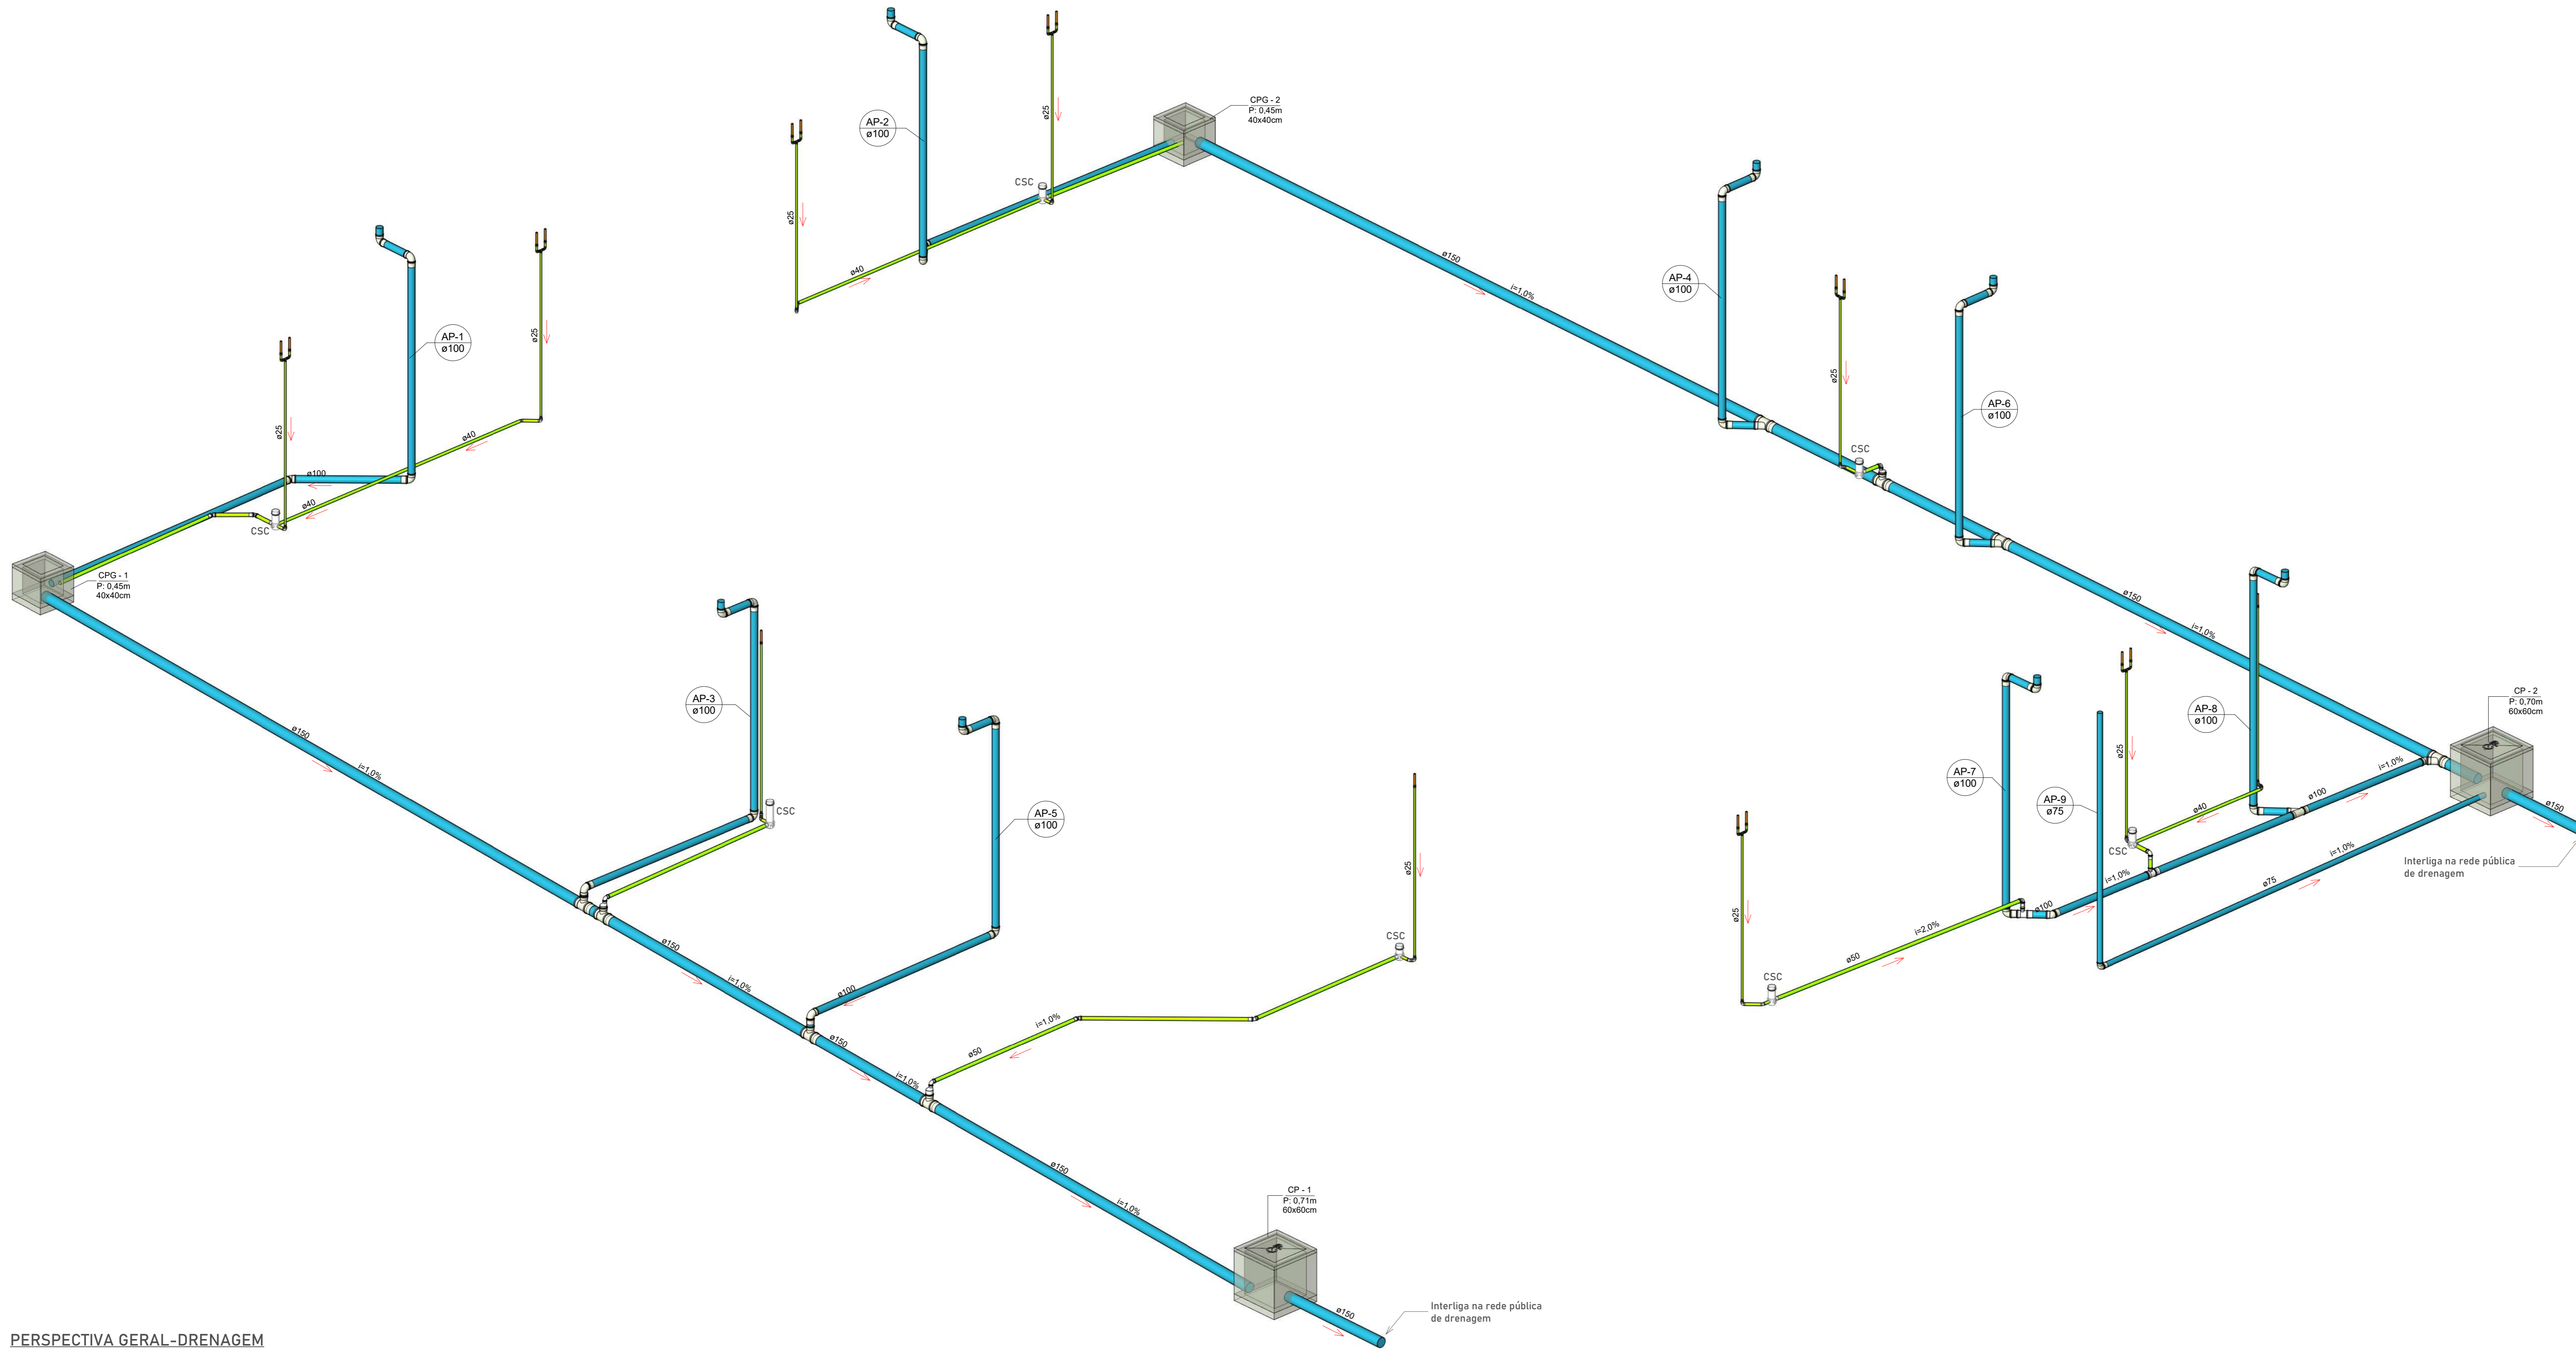 CPG - 2
P: 0,45m
40x40cm
AP-2
ø100
ø25
ø25
CSC
ø40
ø150
i=1,0%
AP-4
ø100
ø25
CSC
AP-6
ø100
AP-1
ø100
ø25
ø25
ø40
ø100
ø40
CSC
CPG - 1
P: 0,45m
40x40cm
ø150
i=1,0%
ø150
i=1,0%
AP-3
ø100
CSC
AP-5
ø100
ø150
i=1,0%
ø100
ø150
i=1,0%
ø25
CSC
i=1,0%
ø50
ø150
i=1,0%
CP - 1
P: 0,71m
60x60cm
ø150
Interliga na rede pública
de drenagem
CP - 2
P: 0,70m
60x60cm
AP-8
ø100
ø25
AP-7
ø100
AP-9
ø75
i=1,0%
ø100
ø40
CSC
ø150
i=1,0%
i=1,0%
ø75
Interliga na rede pública
de drenagem
ø100
ø25
i=2,0%
ø50
CSC
PERSPECTIVA GERAL-DRENAGEM